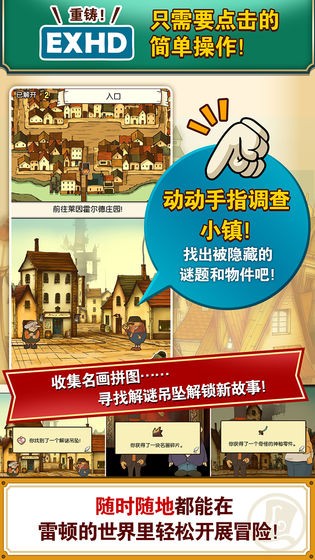 重铸！
EXHD
只需要点击的
简单操作！
已解开 2
入口
前往莱因霍尔德庄园！
动动手指调查
小镇！
找出被隐藏的
谜题和物件吧！
收集名画拼图……
寻找解谜吊坠解锁新故事！
你找到了一个解谜吊坠！
你获得了一块名画碎片。
你获得了一个奇怪的神秘零件。
随时随地都能在
雷顿的世界里轻松开展冒险！